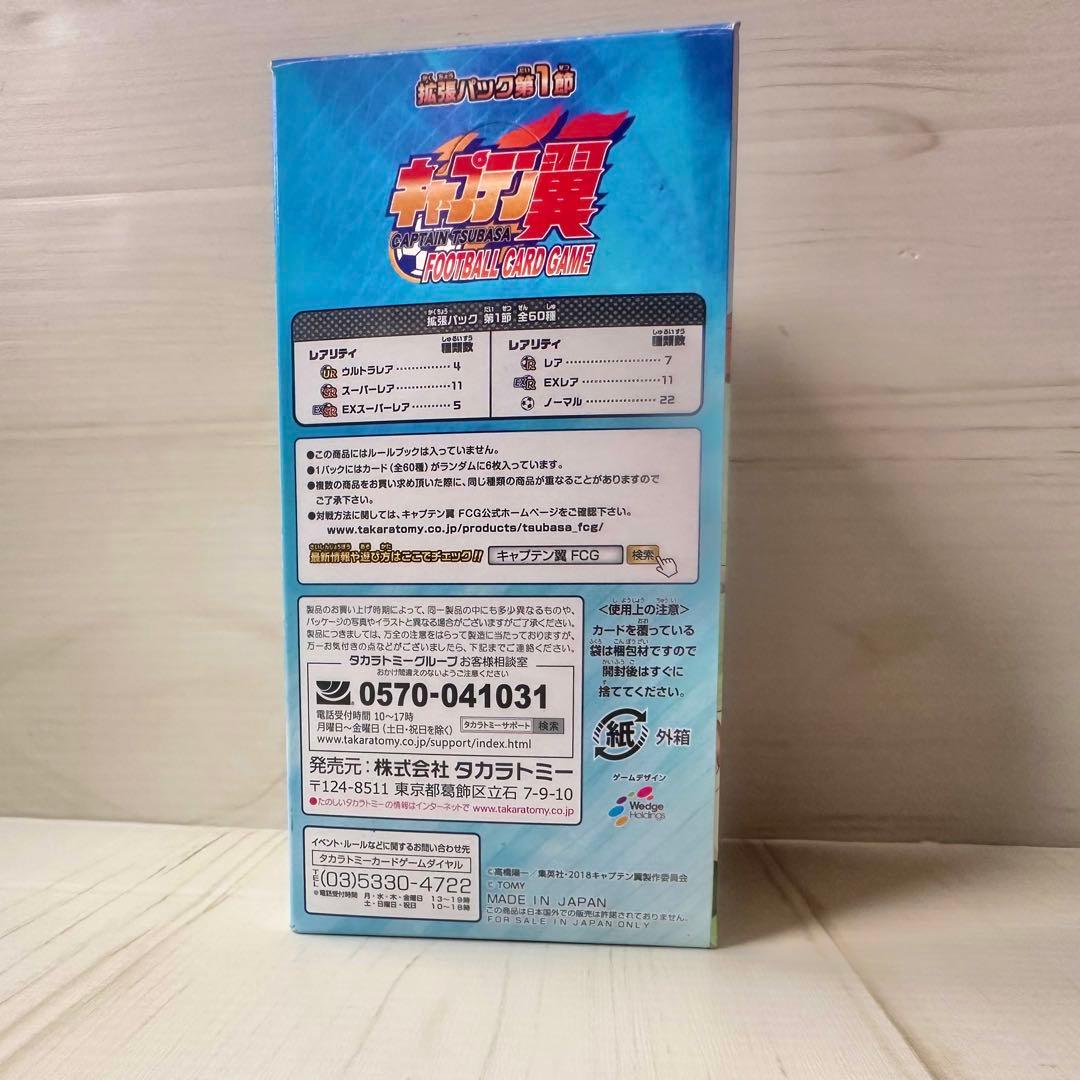 拡張パック第1節
キャプテン翼
CAPTAIN TSUBASA
FOOTBALL CARD GAME
拡張パック 第1節 全60種
レアリティ 種類数
UR ウルトラレア 4
SR スーパーレア 11
EXSR EXスーパーレア 5
レアリティ 種類数
R レア 7
EXR EXレア 11
ノーマル 22
●この商品にはルールブックは入っていません。
●1パックにはカード(全60種)がランダムに6枚入っています。
●複数の商品をお買い求め頂いた際に、同じ種類の商品が重なることがありますので
ご了承下さい。
●対戦方法に関しては、キャプテン翼 FCG公式ホームページをご確認下さい。
www.takaratomy.co.jp/products/tsubasa_fcg/
最新情報や遊び方はここでチェック!! キャプテン翼 FCG 検索
製品のお買い上げ時期によって、同一製品の中にも多少異なるものや、
パッケージの写真やイラストと異なる場合がございますがご了承ください。
製品につきましては、万全の注意をはらって製造に当たっておりますが、
万一お気付きの点などがございましたら、下記までご連絡ください。
タカラトミーグループ お客様相談室
おかけ間違えのないようご注意ください
0570-041031
電話受付時間 10〜17時
月曜日〜金曜日(土日・祝日を除く) タカラトミーサポート 検索
www.takaratomy.co.jp/support/index.html
発売元:株式会社 タカラトミー
〒124-8511 東京都葛飾区立石 7-9-10
●たのしいタカラトミーの情報はインターネットで www.takaratomy.co.jp
<使用上の注意>
カードを覆っている
袋は梱包材ですので
開封後はすぐに
捨ててください。
紙 外箱
ゲームデザイン
Wedge
Holdings
イベント・ルールなどに関するお問い合わせ先
タカラトミーカードゲームダイヤル
TEL (03)5330-4722
※電話受付時間 月・水・木・金曜日 13〜19時
土・日曜日・祝日 10〜18時
©高橋陽一/集英社・2018キャプテン翼製作委員会
© TOMY
MADE IN JAPAN
この商品は日本国外での販売は許諾されておりません。
FOR SALE IN JAPAN ONLY